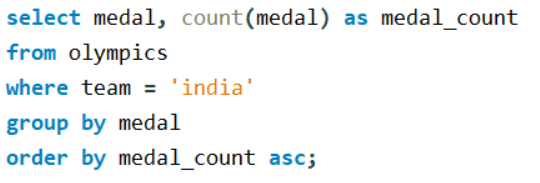 select medal, count(medal) as medal_count
from olympics
where team = 'india'
group by medal
order by medal_count asc;